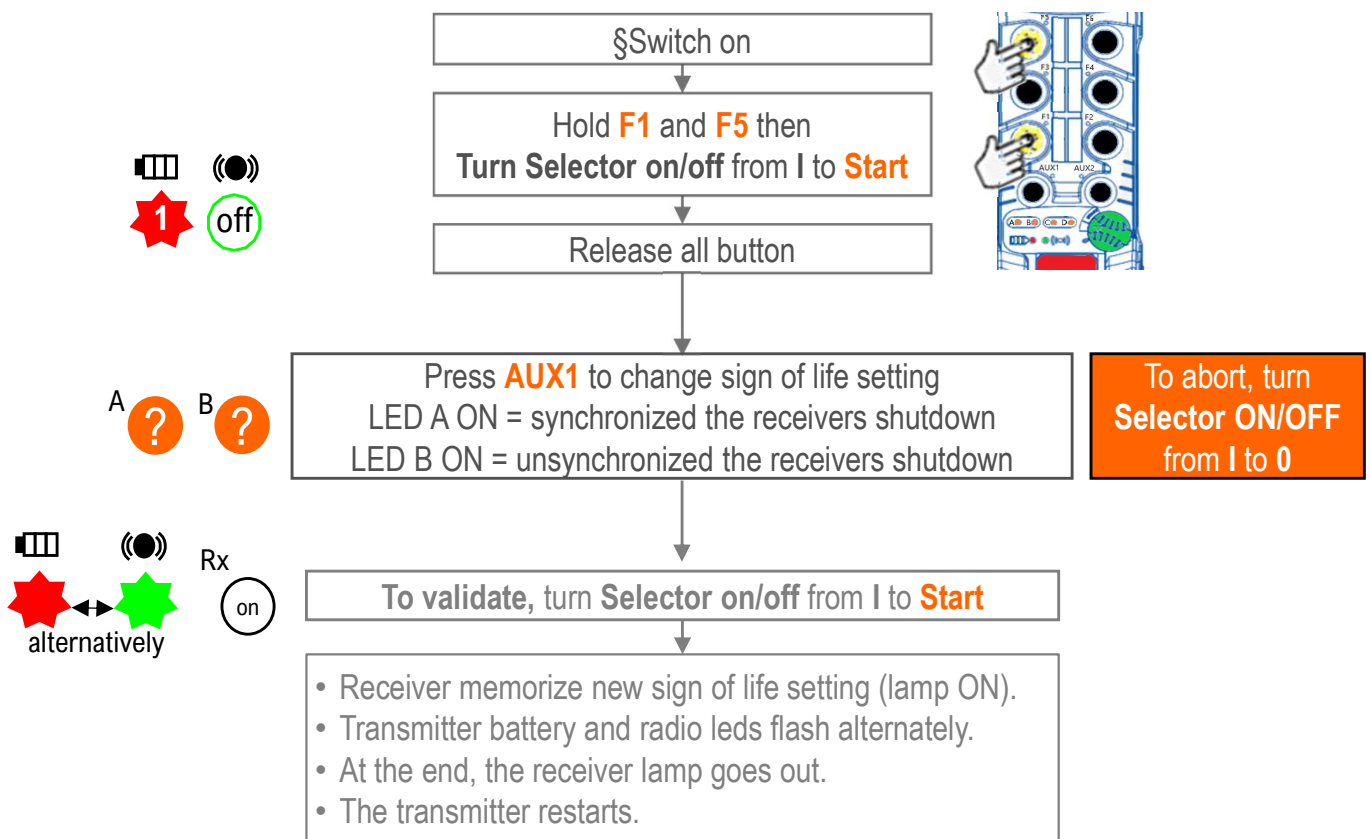 §Switch on
F5 F6
F3 F4
F1 F2
AUX1 AUX2
A B C D
Hold F1 and F5 then
Turn Selector on/off from I to Start
1 off
Release all button
A ? B ?
Press AUX1 to change sign of life setting
LED A ON = synchronized the receivers shutdown
LED B ON = unsynchronized the receivers shutdown
To abort, turn
Selector ON/OFF
from I to 0
Rx
on
alternatively
To validate, turn Selector on/off from I to Start
• Receiver memorize new sign of life setting (lamp ON).
• Transmitter battery and radio leds flash alternately.
• At the end, the receiver lamp goes out.
• The transmitter restarts.